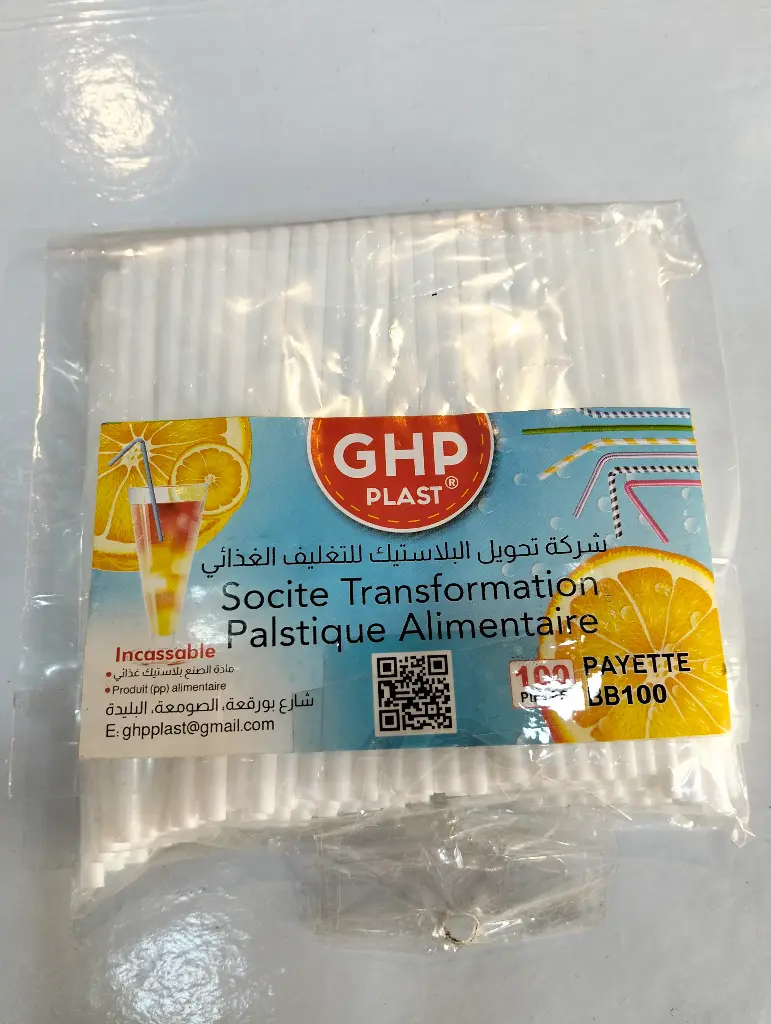 GHP
PLAST®
شركة تحويل البلاستيك للتغليف الغذائي
Socite Transformation
Palstique Alimentaire
Incassable
• مادة الصنع بلاستيك غذائي
• Produit (pp) alimentaire
شارع بورقعة، الصومعة، البليدة
E: ghpplast@gmail.com
100
PAYETTE
BB100